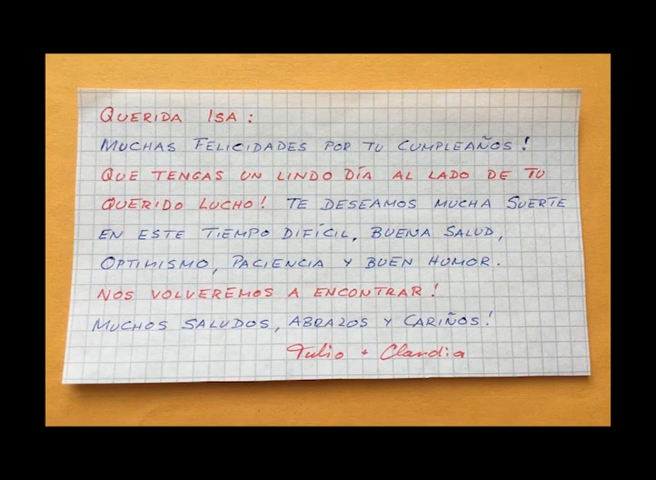 QUERIDA ISA:
MUCHAS FELICIDADES POR TU CUMPLEAÑOS!
QUE TENGAS UN LINDO DÍA AL LADO DE TU
QUERIDO LUCHO! TE DESEAMOS MUCHA SUERTE
EN ESTE TIEMPO DIFÍCIL, BUENA SALUD,
OPTIMISMO, PACIENCIA Y BUEN HUMOR.
NOS VOLVEREMOS A ENCONTRAR!
MUCHOS SALUDOS, ABRAZOS Y CARIÑOS!
Tulio + Claudia